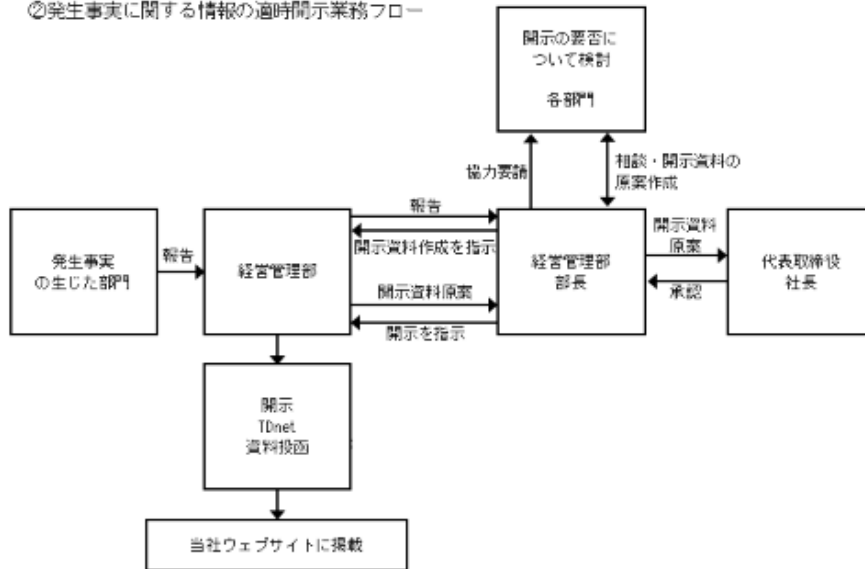 ②発生事実に関する情報の適時開示業務フロー
開示の要否に
ついて検討
各部門
協力要請
相談・開示資料の
原案作成
発生事実
の生じた部門
報告
経営管理部
報告
開示資料作成を指示
開示資料原案
開示を指示
経営管理部
部長
開示資料
原案
承認
代表取締役
社長
開示
TDnet
資料投函
当社ウェブサイトに掲載